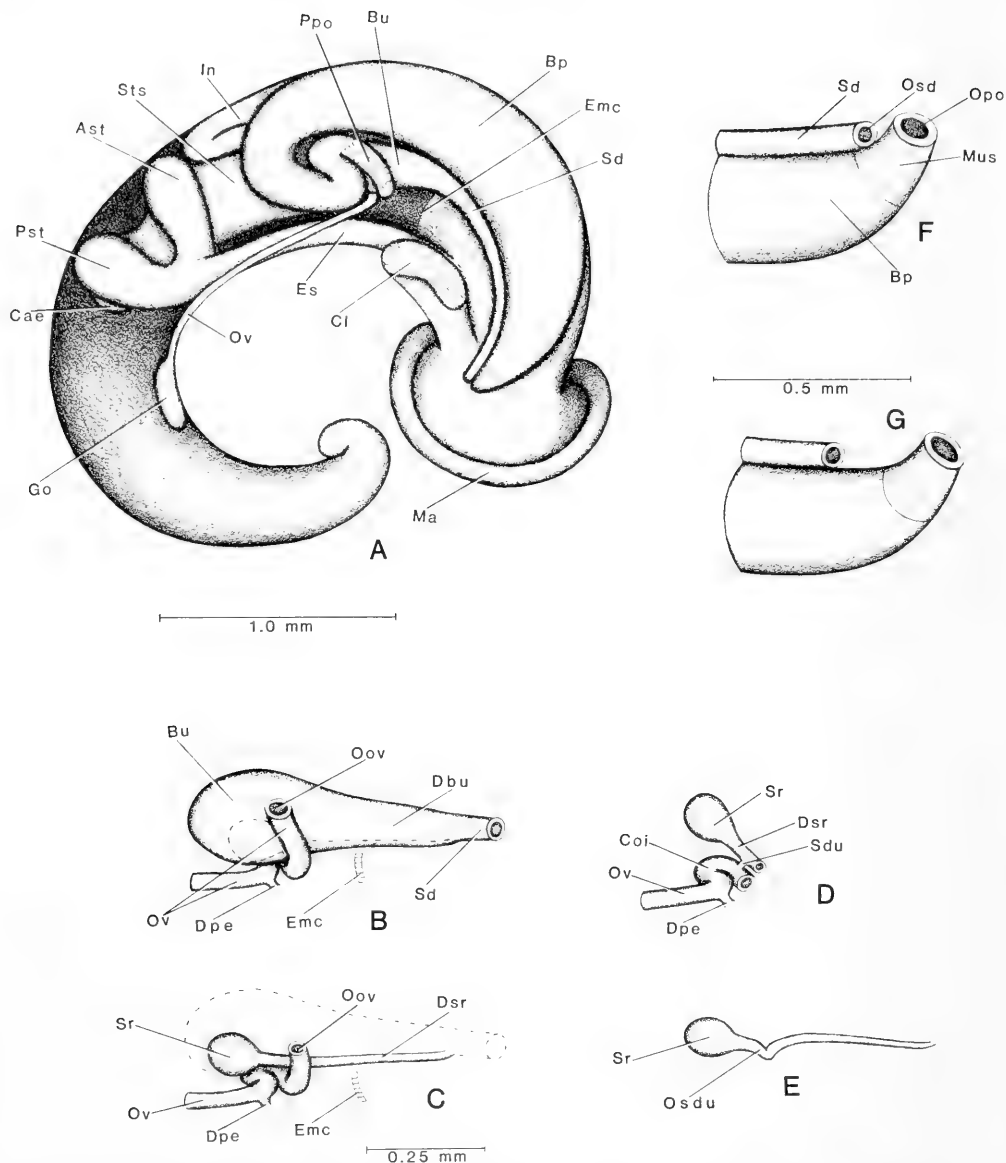 Ppo
Bu
In
Bp
Sts
Emc
Ast
Sd
Pst
Es
Cl
Cae
Ov
Go
Ma
A
1.0 mm
Sd
Osd
Opo
Mus
F
Bp
0.5 mm
G
Bu
Oov
Dbu
Ov
Dpe
Emc
Sd
B
Sr
Dsr
Coi
Sdu
Ov
D
Dpe
Oov
Dsr
Sr
C
Ov
Dpe
Emc
0.25 mm
Sr
E
Osdu